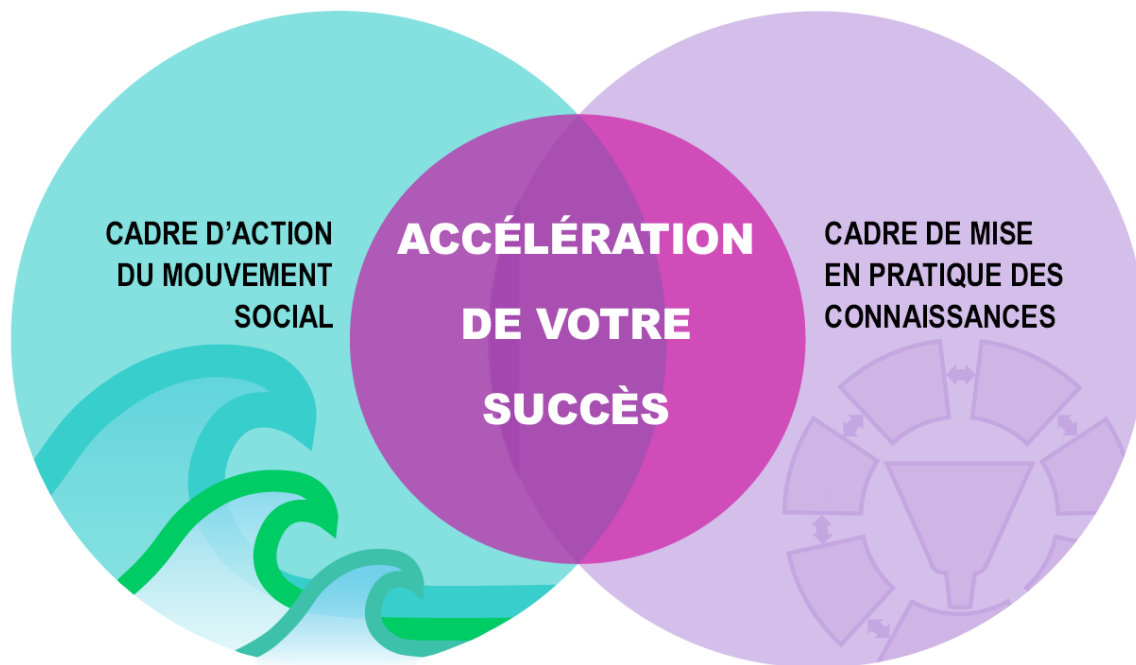 CADRE D’ACTION
DU MOUVEMENT
SOCIAL
ACCÉLÉRATION
DE VOTRE
SUCCÈS
CADRE DE MISE
EN PRATIQUE DES
CONNAISSANCES